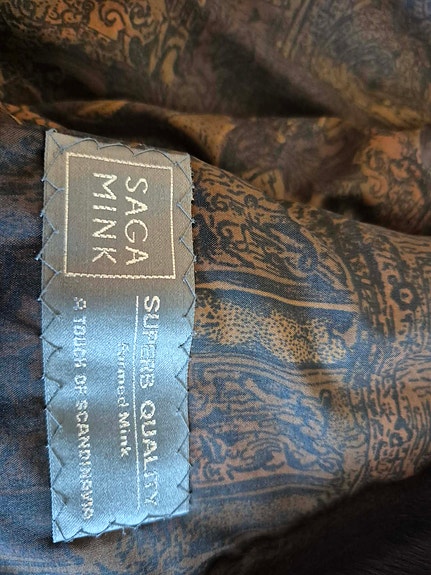 SAGA
MINK
SUPERB QUALITY
farmed Mink
A TOUCH OF SCANDINAVIA